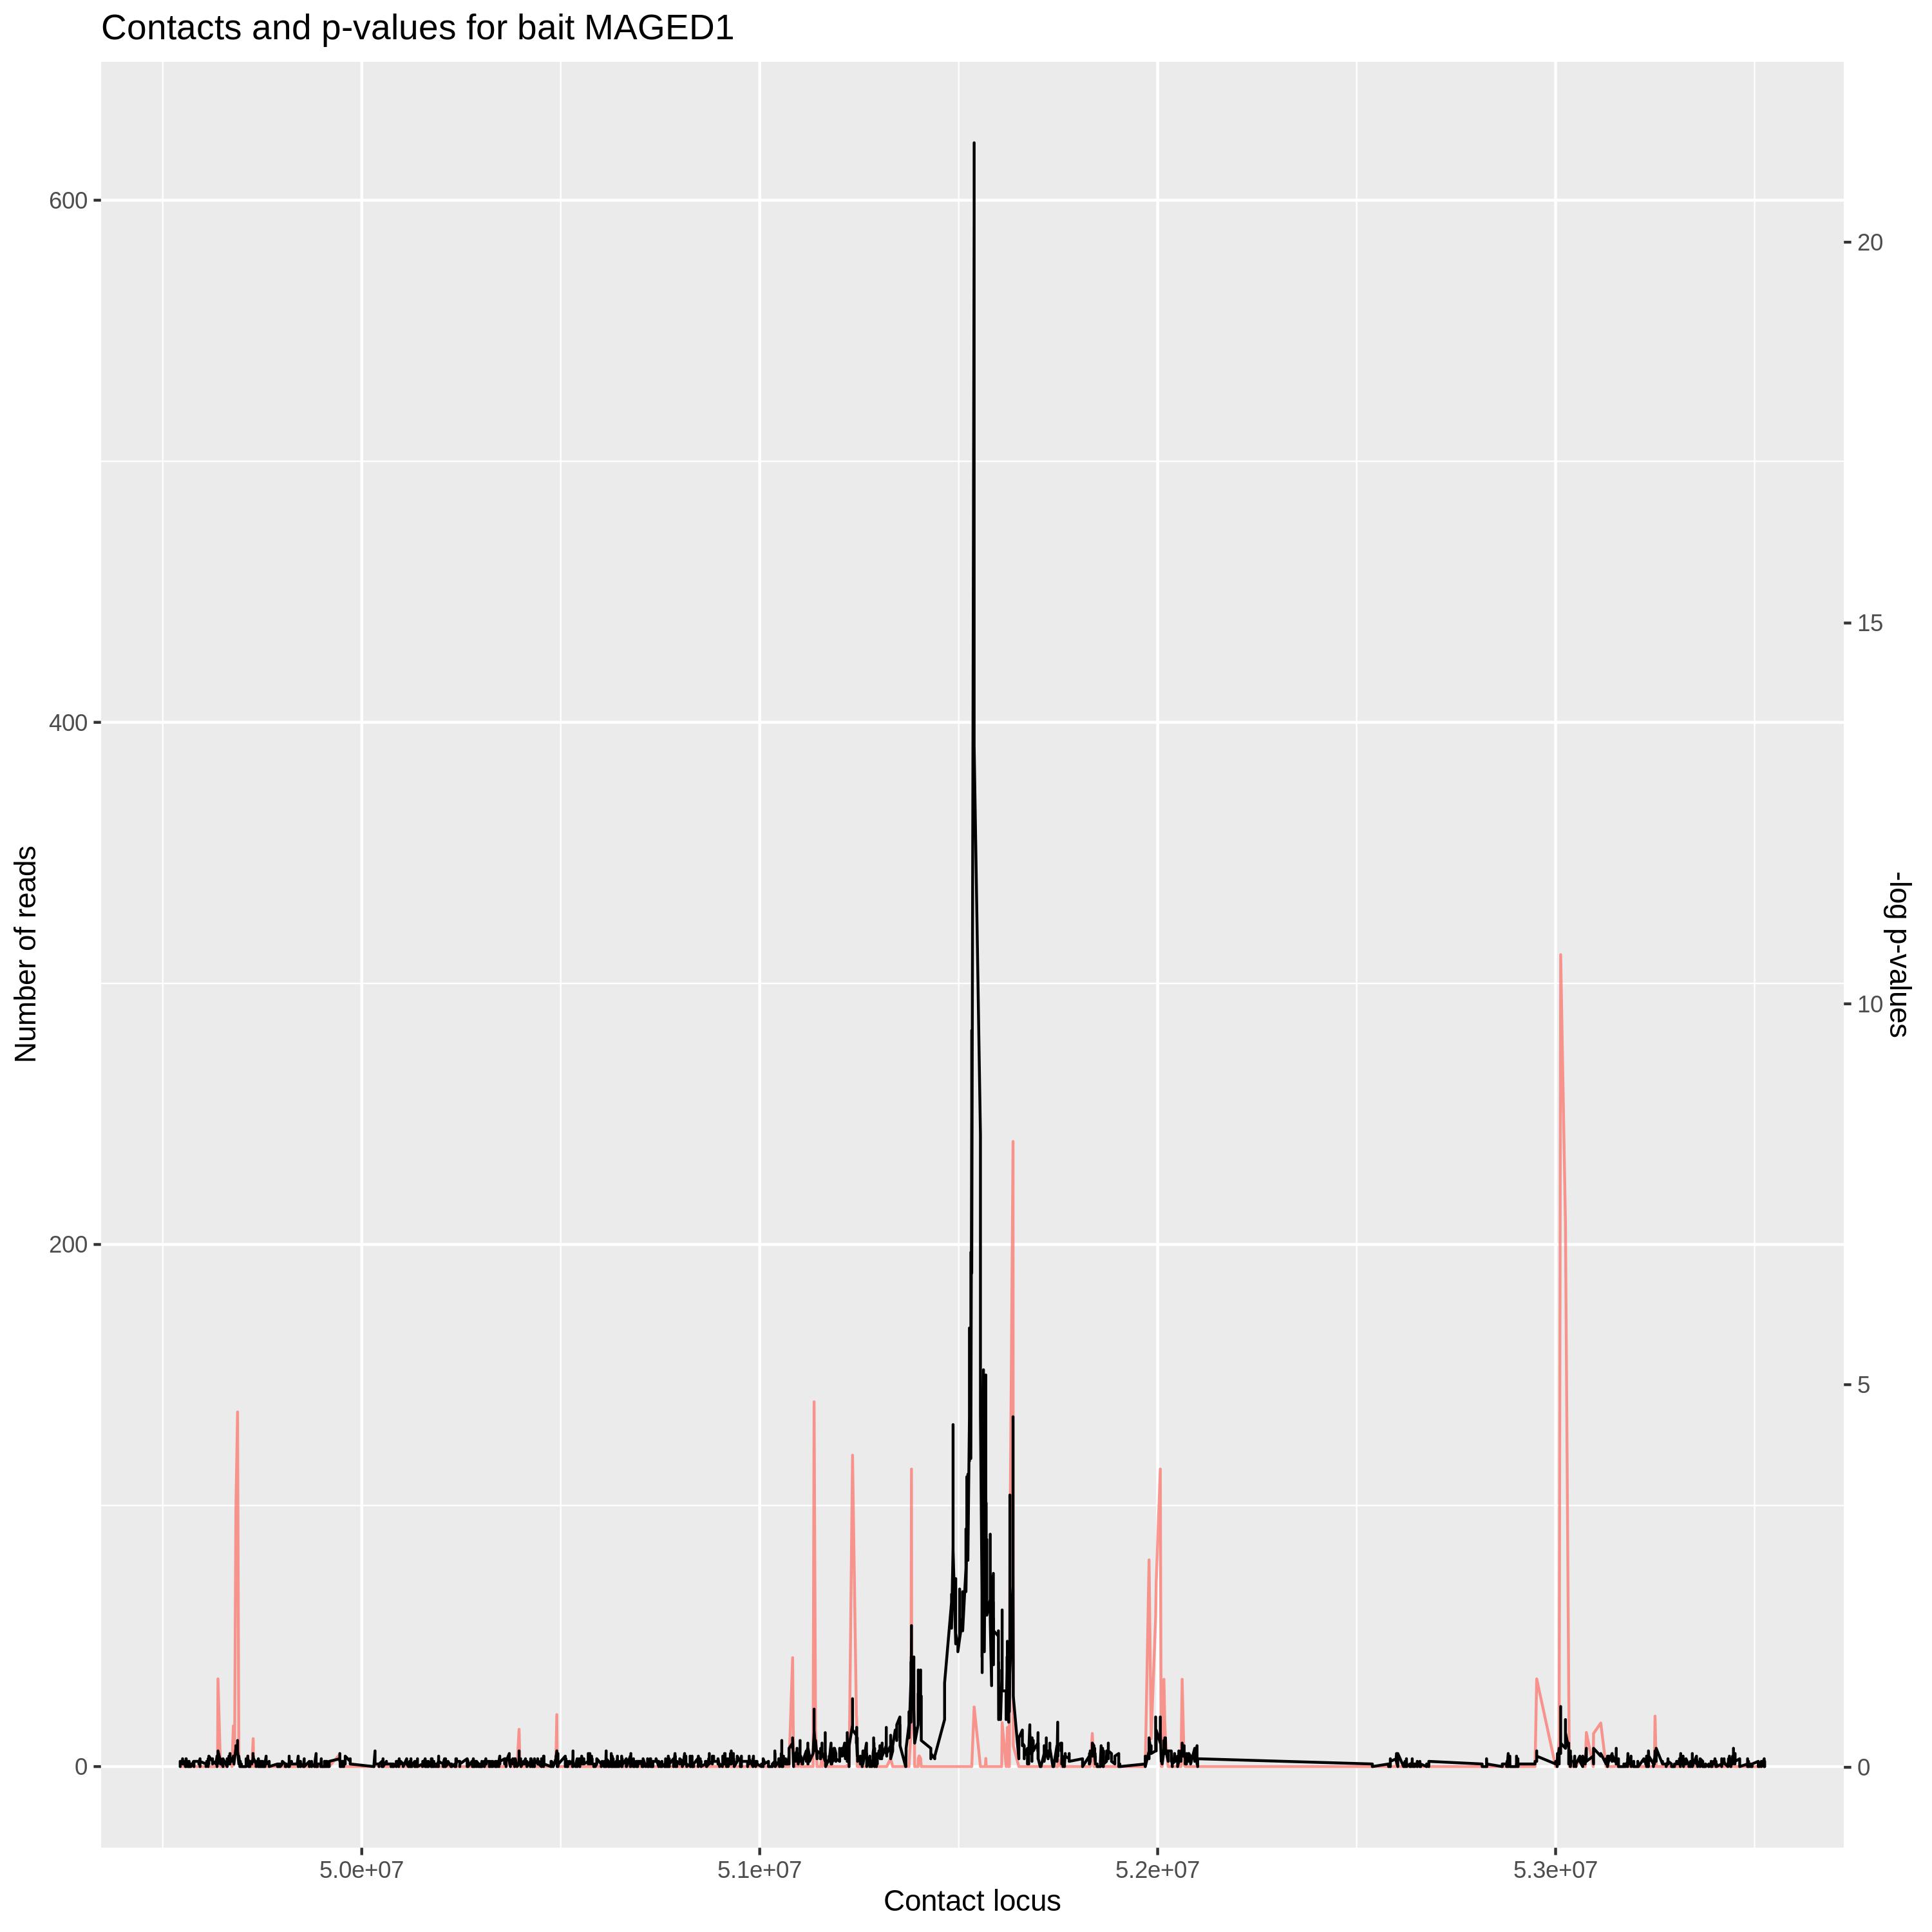 Contacts and p-values for bait MAGED1
600
400
200
0
Number of reads
20
15
10
5
0
-log p-values
5.0e+07
5.1e+07
5.2e+07
5.3e+07
Contact locus